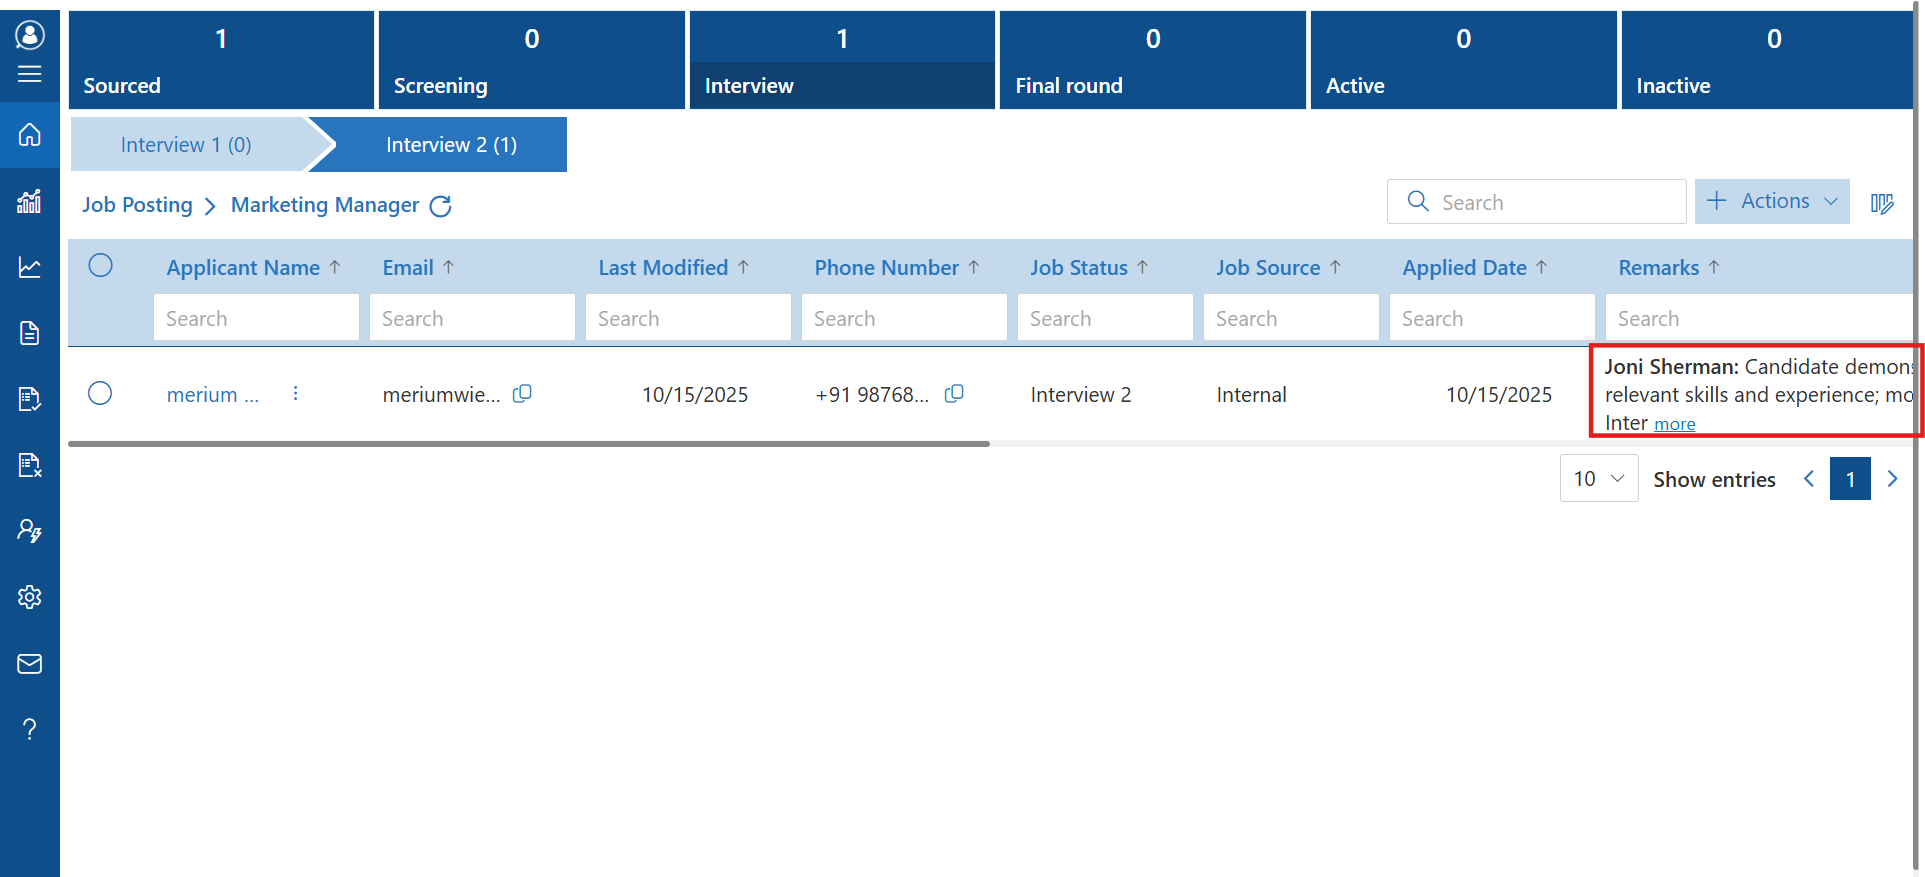 1
Sourced
0
Screening
1
Interview
0
Final round
0
Active
0
Inactive
Interview 1 (0)
Interview 2 (1)
Job Posting
Marketing Manager
Search
Actions
Applicant Name
Email
Last Modified
Phone Number
Job Status
Job Source
Applied Date
Remarks
Search
Search
Search
Search
Search
Search
Search
Search
merium ...
meriumwie...
10/15/2025
+91 98768...
Interview 2
Internal
10/15/2025
Joni Sherman: Candidate demon
relevant skills and experience; mo
Inter more
10
Show entries
1
?